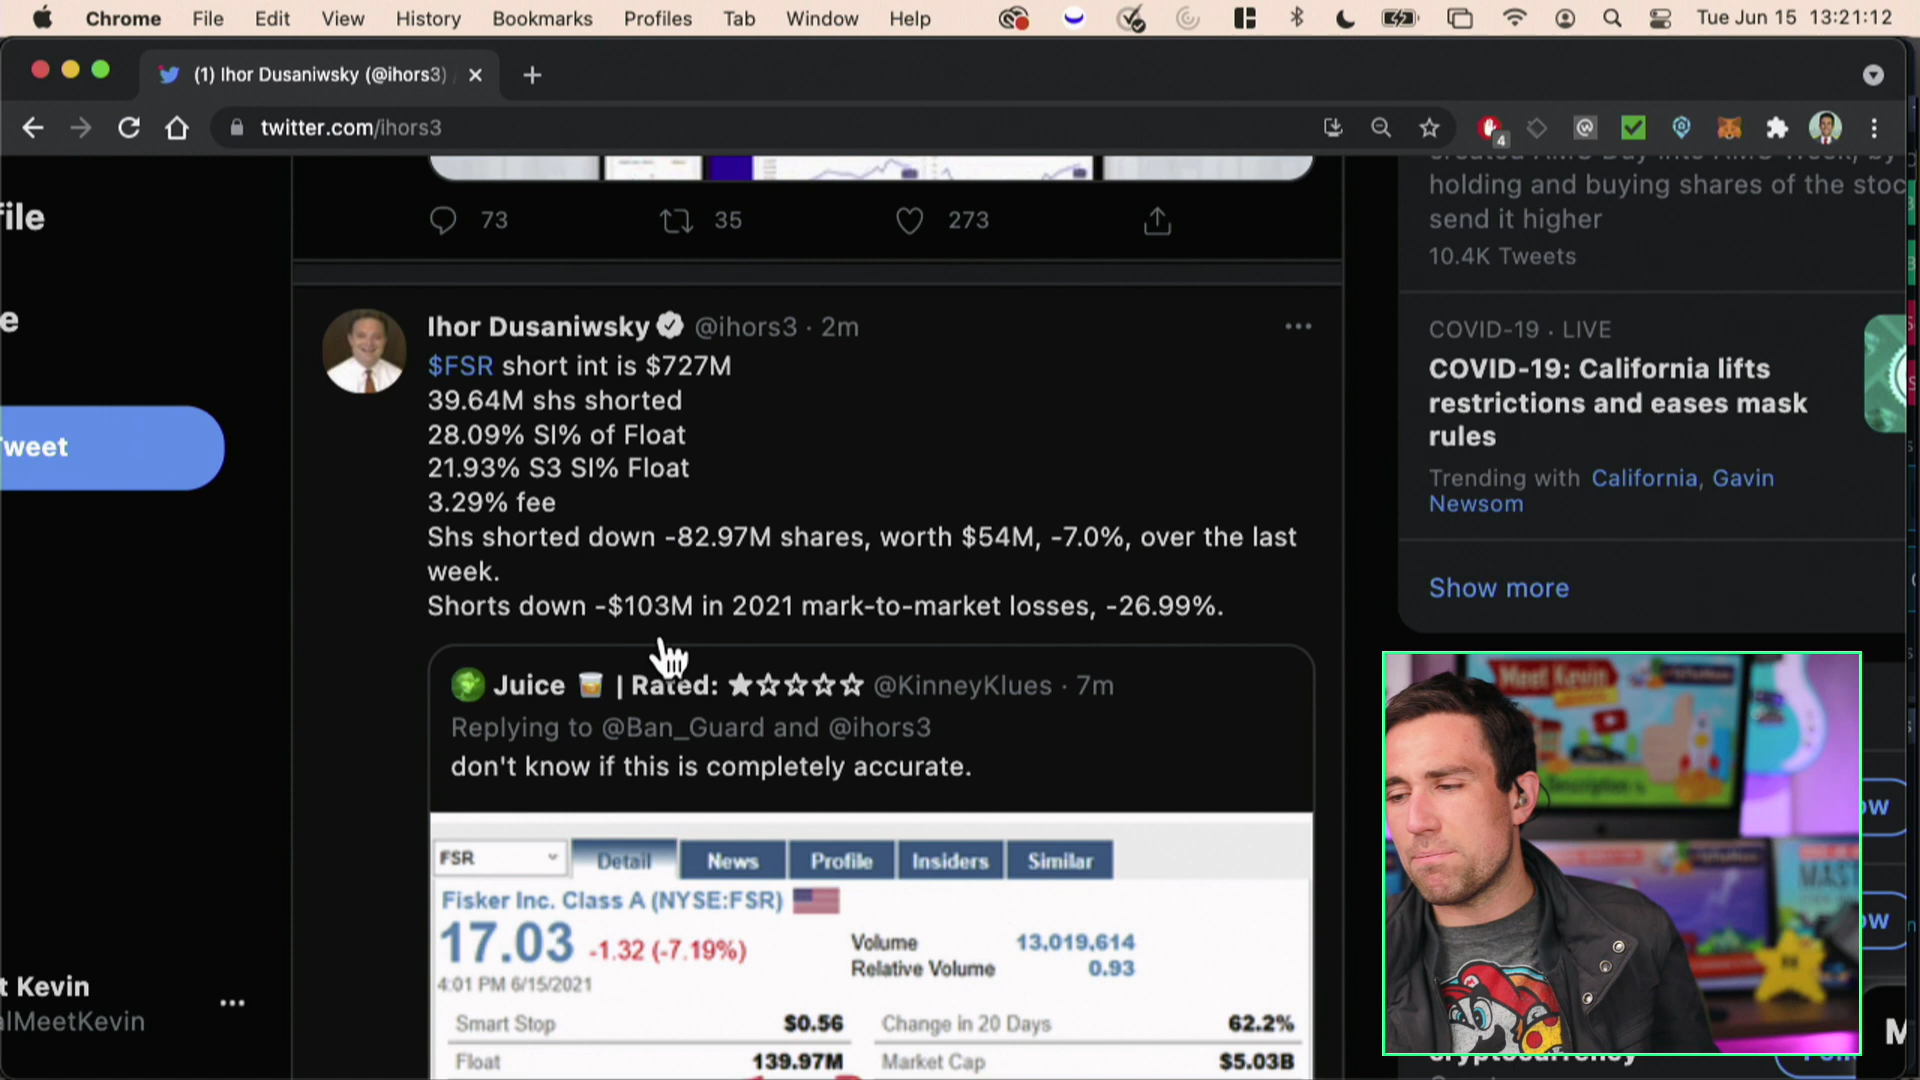 Chrome File Edit View History Bookmarks Profiles Tab Window Help Tue Jun 15 13:21:12
(1) Ihor Dusaniwsky (@ihors3)
twitter.com/ihors3
4
holding and buying shares of the stoc
send it higher
10.4K Tweets
file
73 35 273
COVID-19 · LIVE
COVID-19: California lifts
restrictions and eases mask
rules
Trending with California, Gavin
Newsom
Show more
e
Tweet
Ihor Dusaniwsky @ihors3 · 2m
$FSR short int is $727M
39.64M shs shorted
28.09% SI% of Float
21.93% S3 SI% Float
3.29% fee
Shs shorted down -82.97M shares, worth $54M, -7.0%, over the last
week.
Shorts down -$103M in 2021 mark-to-market losses, -26.99%.
Juice | Rated: ★☆☆☆☆ @KinneyKlues · 7m
Replying to @Ban_Guard and @ihors3
don't know if this is completely accurate.
FSR Detail News Profile Insiders Similar
Fisker Inc. Class A (NYSE:FSR)
17.03 -1.32 (-7.19%)
4:01 PM 6/15/2021
Volume 13,019,614
Relative Volume 0.93
Smart Stop $0.56 Change in 20 Days 62.2%
Float 139.97M Market Cap $5.03B
t Kevin
alMeetKevin
Meet Kevin
ow
ow
cryptocurrency